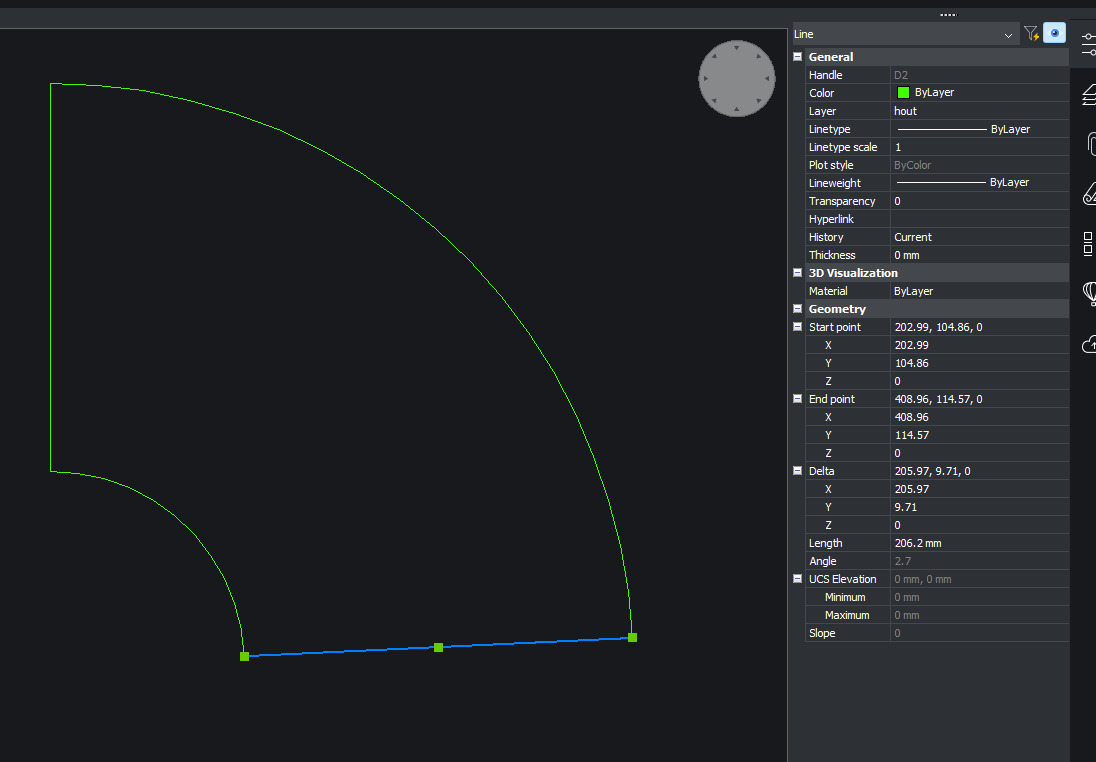 Line
General
Handle D2
Color ByLayer
Layer hout
Linetype ByLayer
Linetype scale 1
Plot style ByColor
Lineweight ByLayer
Transparency 0
Hyperlink
History Current
Thickness 0 mm
3D Visualization
Material ByLayer
Geometry
Start point 202.99, 104.86, 0
X 202.99
Y 104.86
Z 0
End point 408.96, 114.57, 0
X 408.96
Y 114.57
Z 0
Delta 205.97, 9.71, 0
X 205.97
Y 9.71
Z 0
Length 206.2 mm
Angle 2.7
UCS Elevation 0 mm, 0 mm
Minimum 0 mm
Maximum 0 mm
Slope 0